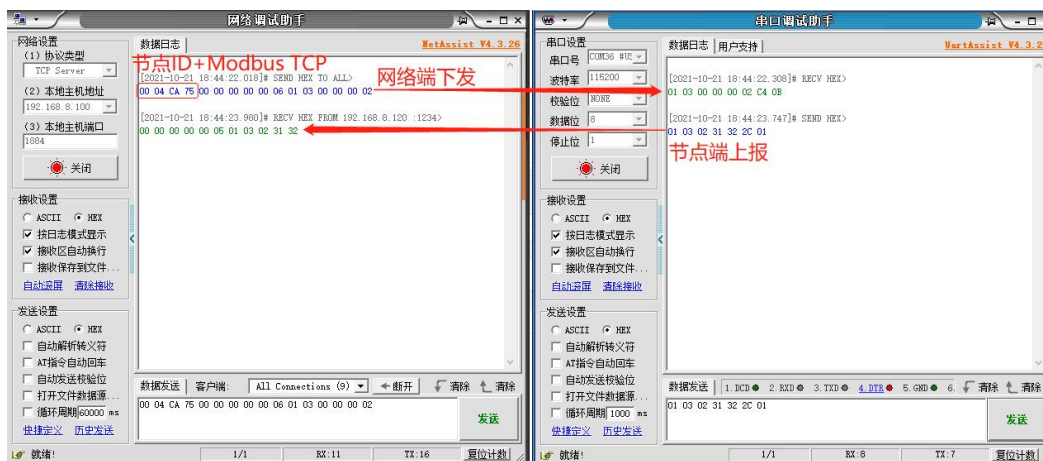 网络调试助手
网络设置
(1) 协议类型
TCP Server
(2) 本地主机地址
192.168.8.100
(3) 本地主机端口
1884
关闭
接收设置
ASCII HEX
按日志模式显示
接收区自动换行
接收保存到文件...
自动滚屏 清除接收
发送设置
ASCII HEX
自动解析转义符
AT指令自动回车
自动发送校验位
打开文件数据源...
循环周期 60000 ms
快捷定义 历史发送
数据日志
NetAssist V4.3.26
节点ID+Modbus TCP
[2021-10-21 18:44:22.018]# SEND HEX TO ALL>
00 04 CA 75 00 00 00 00 00 06 01 03 00 00 00 02
网络端下发
[2021-10-21 18:44:23.980]# RECV HEX FROM 192.168.8.120 :1234>
00 00 00 00 00 05 01 03 02 31 32
数据发送 客户端: All Connections (9) 断开 清除 清除
00 04 CA 75 00 00 00 00 00 06 01 03 00 00 00 02
发送
就绪! 1/1 RX:11 TX:16 复位计数
串口调试助手
串口设置
串口号 COM36 #US
波特率 115200
校验位 NONE
数据位 8
停止位 1
关闭
接收设置
ASCII HEX
按日志模式显示
接收区自动换行
接收保存到文件...
自动滚屏 清除接收
发送设置
ASCII HEX
自动解析转义符
AT指令自动回车
自动发送校验位
打开文件数据源...
循环周期 1000 ms
快捷定义 历史发送
数据日志 用户支持
UartAssist V4.3.2
[2021-10-21 18:44:22.308]# RECV HEX>
01 03 00 00 00 02 C4 0B
[2021-10-21 18:44:23.747]# SEND HEX>
01 03 02 31 32 2C 01
节点端上报
数据发送 1.DCD 2.RXD 3.TXD 4.DTR 5.GND 6. 清除 清除
01 03 02 31 32 2C 01
发送
就绪! 1/1 RX:8 TX:7 复位计数